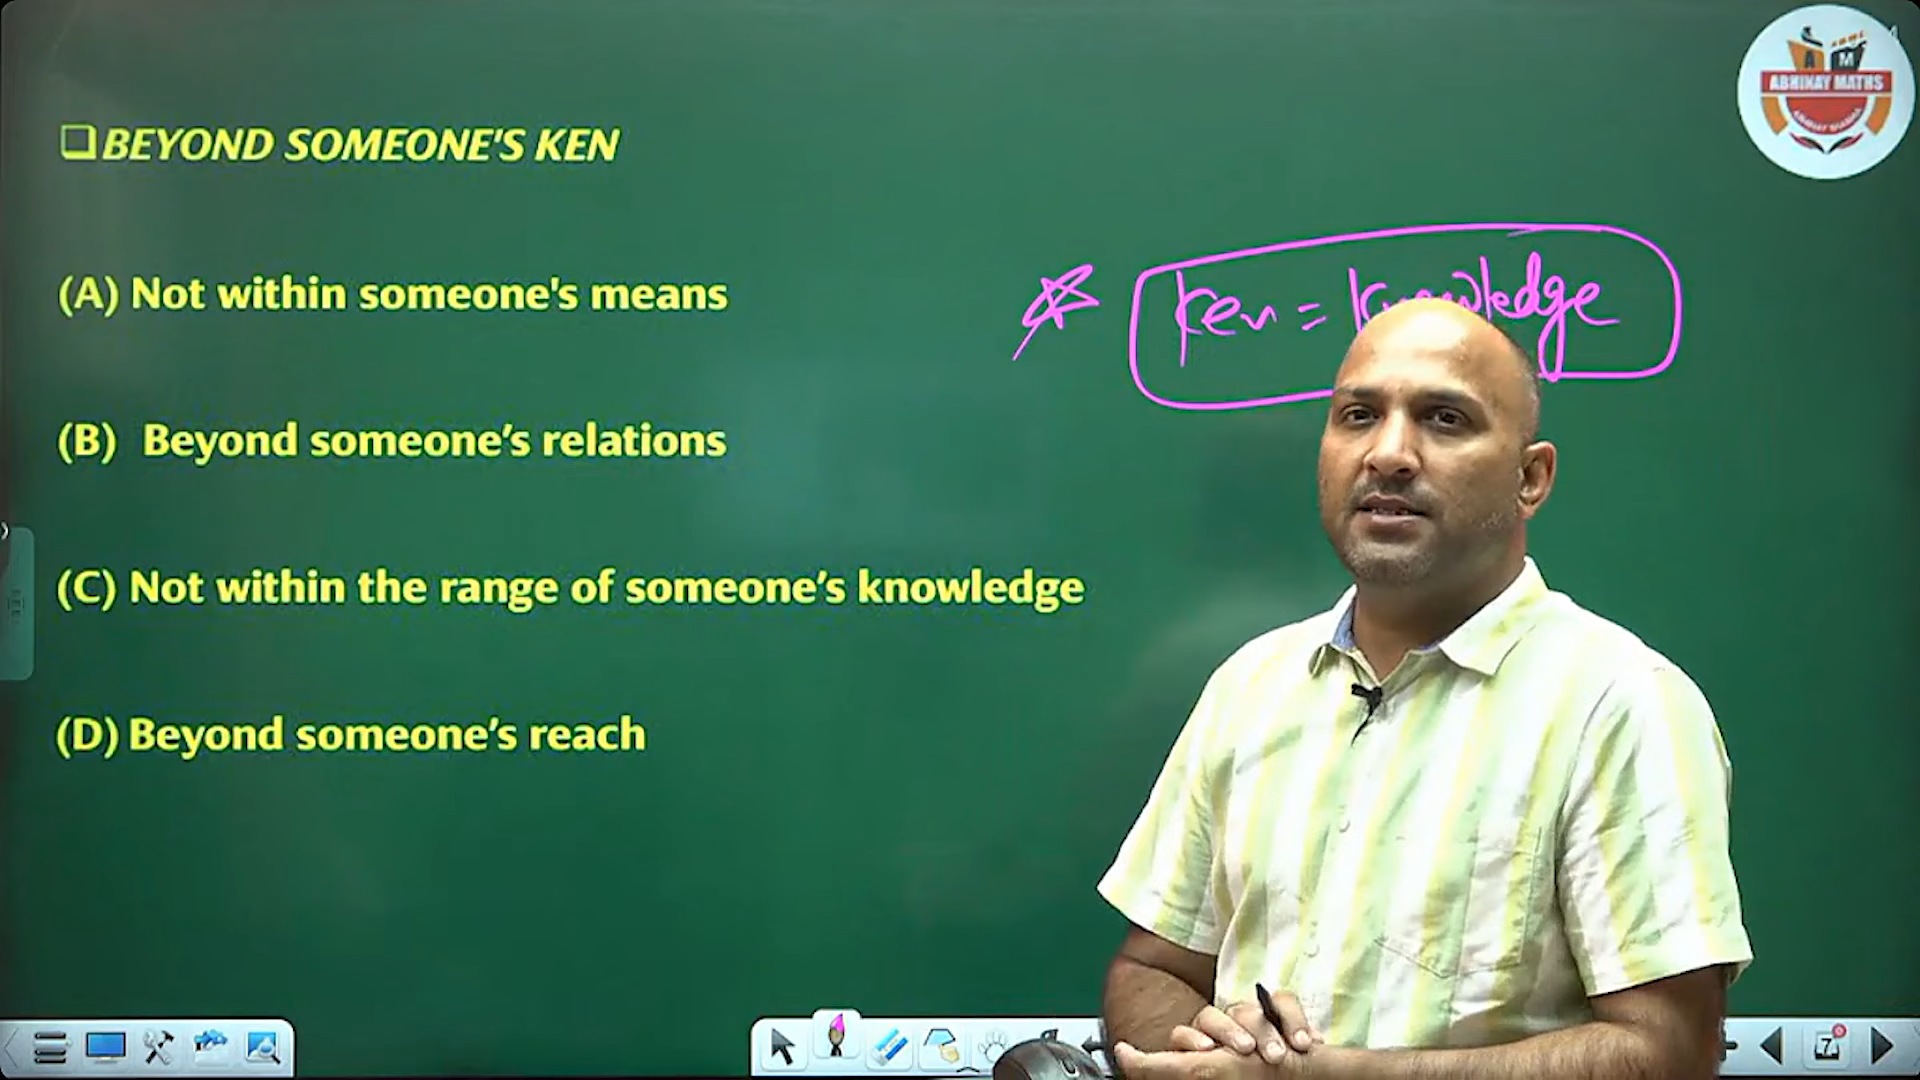 BEYOND SOMEONE'S KEN
(A) Not within someone's means
(B) Beyond someone's relations
(C) Not within the range of someone's knowledge
(D) Beyond someone's reach
Ken = knowledge
ABHINAY MATHS
A M
7